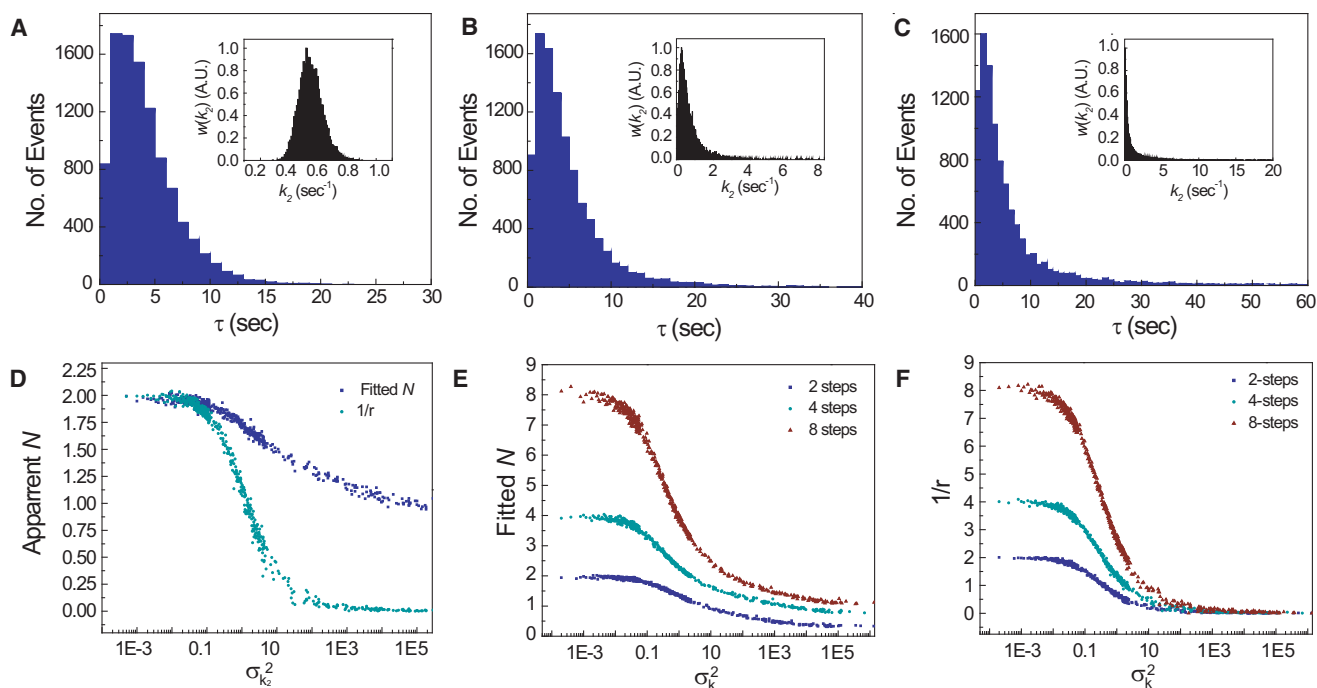 A
No. of Events
1600
1200
800
400
0
0 5 10 15 20 25 30
τ (sec)
w(k₂) (A.U.)
1.0
0.8
0.6
0.4
0.2
0.0
0.2 0.4 0.6 0.8 1.0
k₂ (sec⁻¹)
B
No. of Events
1600
1200
800
400
0
0 10 20 30 40
τ (sec)
w(k₂) (A.U.)
1.0
0.8
0.6
0.4
0.2
0.0
0 2 4 6 8
k₂ (sec⁻¹)
C
No. of Events
1600
1200
800
400
0
0 10 20 30 40 50 60
τ (sec)
w(k₂) (A.U.)
1.0
0.8
0.6
0.4
0.2
0.0
0 5 10 15 20
k₂ (sec⁻¹)
D
Apparrent N
2.25
2.00
1.75
1.50
1.25
1.00
0.75
0.50
0.25
0.00
Fitted N
1/r
1E-3 0.1 10 1E3 1E5
σ²k₂
E
Fitted N
9
8
7
6
5
4
3
2
1
0
2 steps
4 steps
8 steps
1E-3 0.1 10 1E3 1E5
σ²k
F
1/r
9
8
7
6
5
4
3
2
1
0
2-steps
4-steps
8-steps
1E-3 0.1 10 1E3 1E5
σ²k